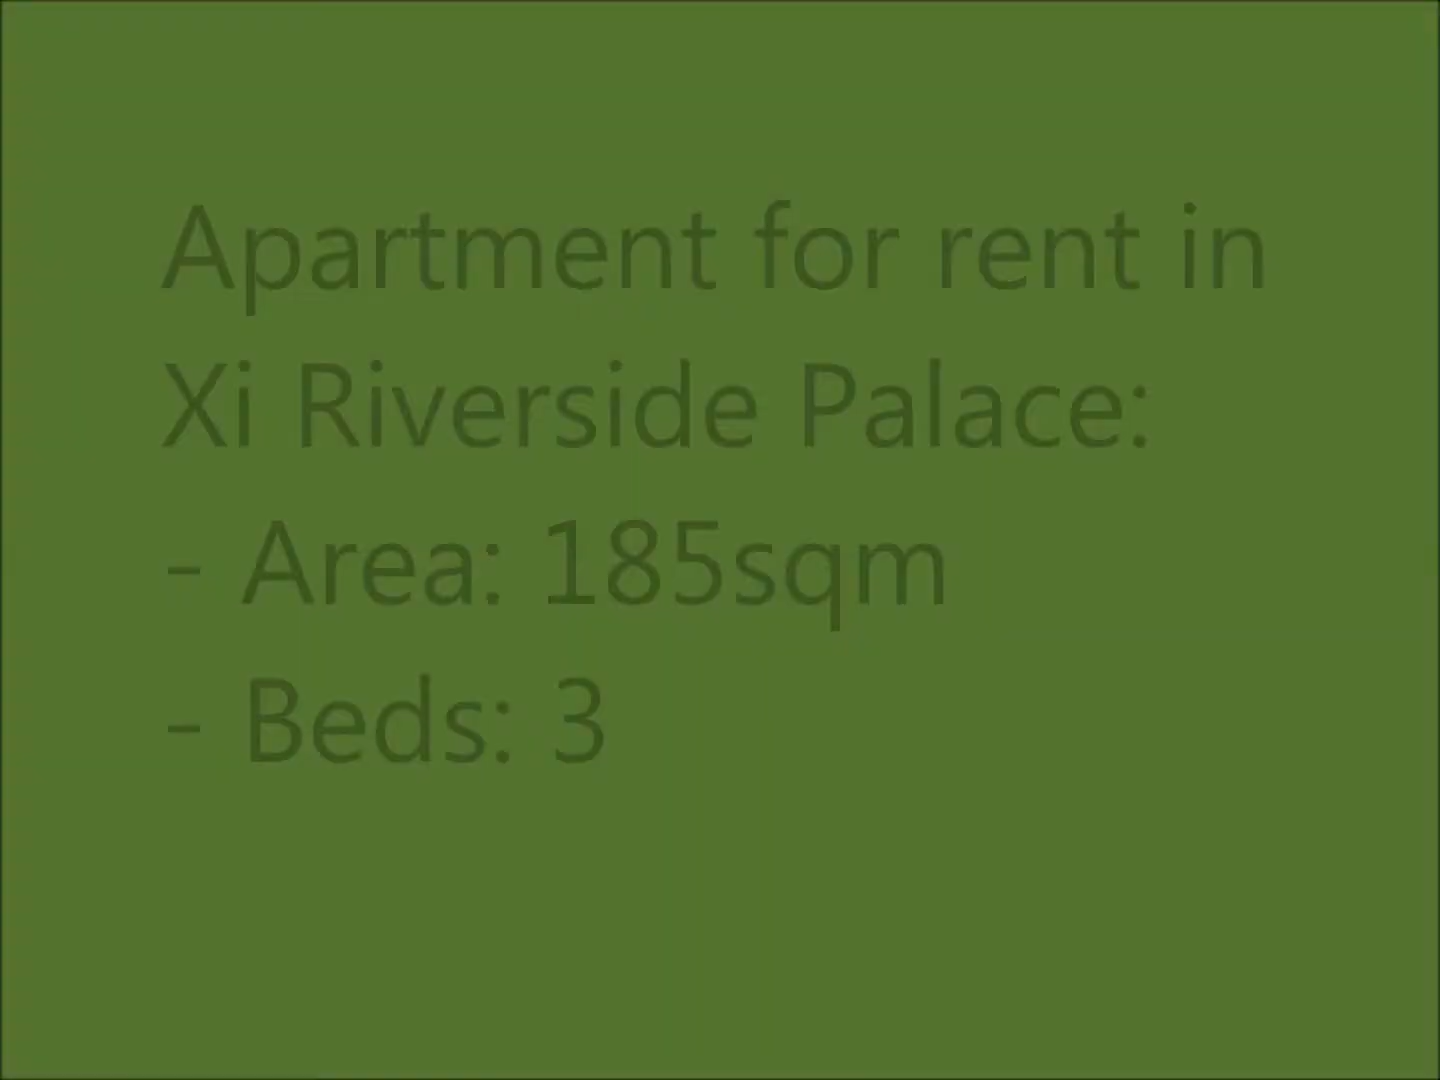 Apartment for rent in
Xi Riverside Palace:
- Area: 185sqm
- Beds: 3